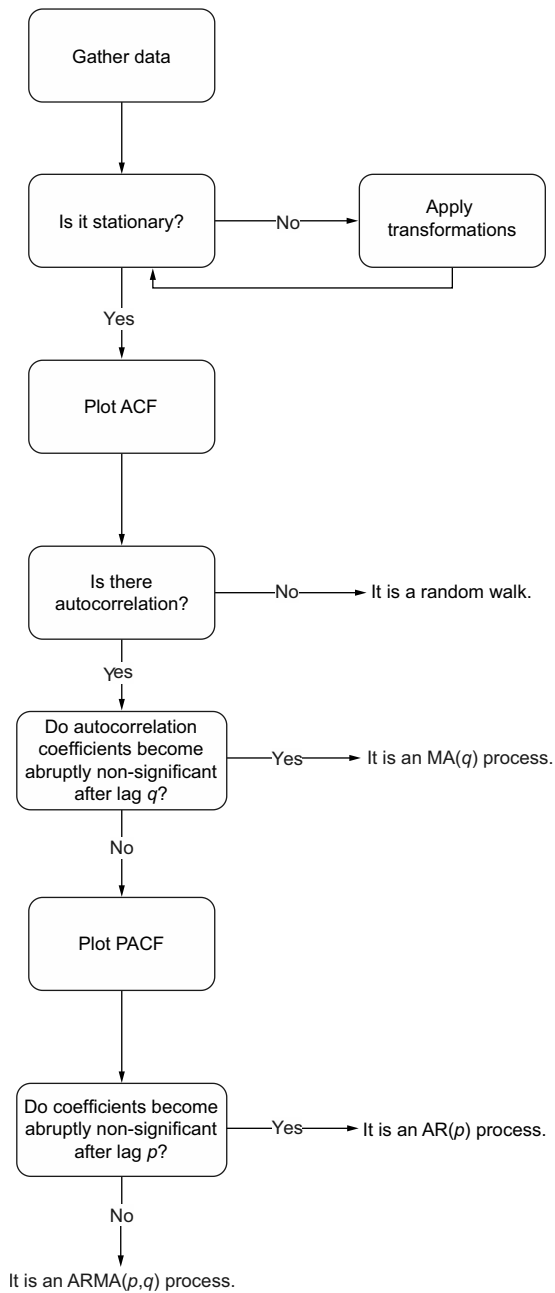 Gather data
Is it stationary?
No
Apply
transformations
Yes
Plot ACF
Is there
autocorrelation?
No
It is a random walk.
Yes
Do autocorrelation
coefficients become
abruptly non-significant
after lag q?
Yes
It is an MA(q) process.
No
Plot PACF
Do coefficients become
abruptly non-significant
after lag p?
Yes
It is an AR(p) process.
No
It is an ARMA(p,q) process.